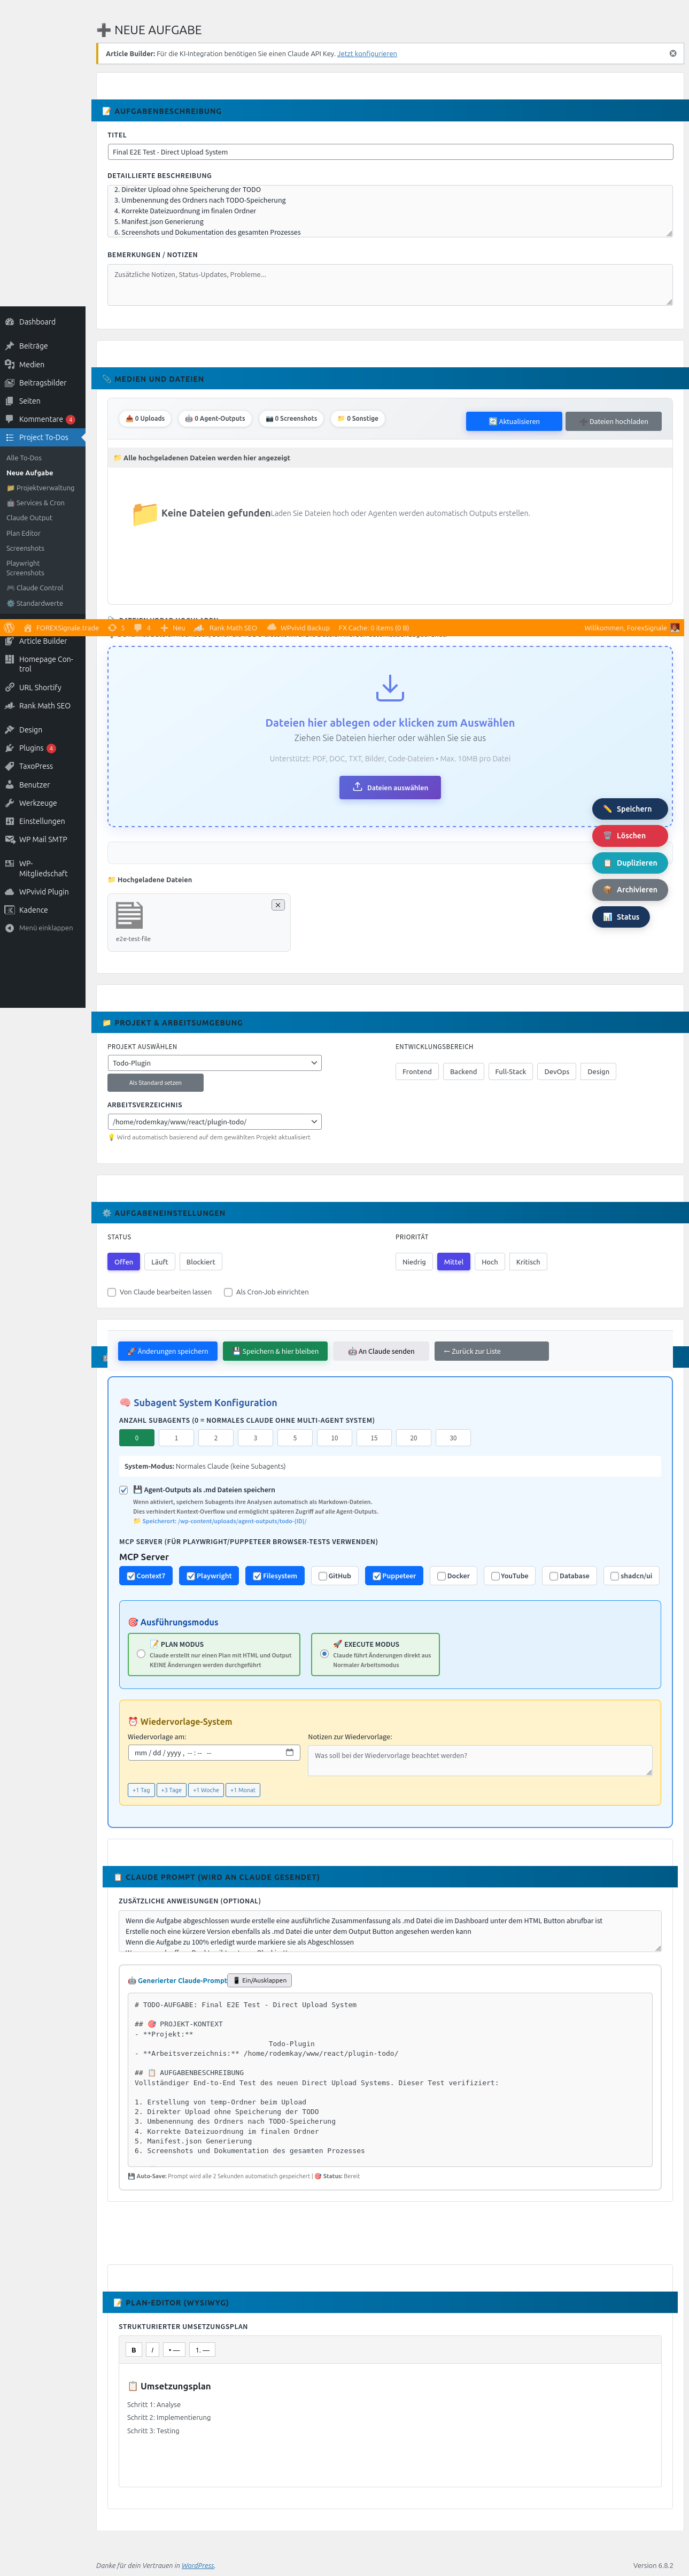 ➕ NEUE AUFGABE
Article Builder: Für die KI-Integration benötigen Sie einen Claude API Key. Jetzt konfigurieren
📝 AUFGABENBESCHREIBUNG
TITEL
Final E2E Test - Direct Upload System
DETAILLIERTE BESCHREIBUNG
2. Direkter Upload ohne Speicherung der TODO
3. Umbenennung des Ordners nach TODO-Speicherung
4. Korrekte Dateizuordnung im finalen Ordner
5. Manifest.json Generierung
6. Screenshots und Dokumentation des gesamten Prozesses
BEMERKUNGEN / NOTIZEN
Zusätzliche Notizen, Status-Updates, Probleme...
Dashboard
Beiträge
Medien
Beitragsbilder
Seiten
Kommentare 4
Project To-Dos
Alle To-Dos
Neue Aufgabe
📁 Projektverwaltung
🤖 Services & Cron
Claude Output
Plan Editor
Screenshots
Playwright
Screenshots
🎮 Claude Control
⚙️ Standardwerte
📎 MEDIEN UND DATEIEN
📤 0 Uploads 🤖 0 Agent-Outputs 📷 0 Screenshots 📁 0 Sonstige
🔄 Aktualisieren ➕ Dateien hochladen
📁 Alle hochgeladenen Dateien werden hier angezeigt
📁 Keine Dateien gefunden Laden Sie Dateien hoch oder Agenten werden automatisch Outputs erstellen.
FOREXSignale.trade 5 4 Neu Rank Math SEO WPvivid Backup FX Cache: 0 items (0 B) Willkommen, ForexSignale
Article Builder
Homepage Con-
trol
URL Shortify
Rank Math SEO
Design
Plugins 4
TaxoPress
Benutzer
Werkzeuge
Einstellungen
WP Mail SMTP
WP-
Mitgliedschaft
WPvivid Plugin
Kadence
Menü einklappen
Dateien hier ablegen oder klicken zum Auswählen
Ziehen Sie Dateien hierher oder wählen Sie sie aus
Unterstützt: PDF, DOC, TXT, Bilder, Code-Dateien • Max. 10MB pro Datei
Dateien auswählen
✏️ Speichern
🗑️ Löschen
📋 Duplizieren
📦 Archivieren
📊 Status
📁 Hochgeladene Dateien
✕
e2e-test-file
📁 PROJEKT & ARBEITSUMGEBUNG
PROJEKT AUSWÄHLEN
Todo-Plugin
Als Standard setzen
ARBEITSVERZEICHNIS
/home/rodemkay/www/react/plugin-todo/
💡 Wird automatisch basierend auf dem gewählten Projekt aktualisiert
ENTWICKLUNGSBEREICH
Frontend Backend Full-Stack DevOps Design
⚙️ AUFGABENEINSTELLUNGEN
STATUS
Offen Läuft Blockiert
PRIORITÄT
Niedrig Mittel Hoch Kritisch
Von Claude bearbeiten lassen Als Cron-Job einrichten
🚀 Änderungen speichern 💾 Speichern & hier bleiben 🤖 An Claude senden ← Zurück zur Liste
🧠 Subagent System Konfiguration
ANZAHL SUBAGENTS (0 = NORMALES CLAUDE OHNE MULTI-AGENT SYSTEM)
0 1 2 3 5 10 15 20 30
System-Modus: Normales Claude (keine Subagents)
💾 Agent-Outputs als .md Dateien speichern
Wenn aktiviert, speichern Subagents ihre Analysen automatisch als Markdown-Dateien.
Dies verhindert Kontext-Overflow und ermöglicht späteren Zugriff auf alle Agent-Outputs.
📁 Speicherort: /wp-content/uploads/agent-outputs/todo-{ID}/
MCP SERVER (FÜR PLAYWRIGHT/PUPPETEER BROWSER-TESTS VERWENDEN)
MCP Server
Context7 Playwright Filesystem GitHub Puppeteer Docker YouTube Database shadcn/ui
🎯 Ausführungsmodus
📝 PLAN MODUS
Claude erstellt nur einen Plan mit HTML und Output
KEINE Änderungen werden durchgeführt
🚀 EXECUTE MODUS
Claude führt Änderungen direkt aus
Normaler Arbeitsmodus
⏰ Wiedervorlage-System
Wiedervorlage am:
mm / dd / yyyy , -- : -- --
+1 Tag +3 Tage +1 Woche +1 Monat
Notizen zur Wiedervorlage:
Was soll bei der Wiedervorlage beachtet werden?
📋 CLAUDE PROMPT (WIRD AN CLAUDE GESENDET)
ZUSÄTZLICHE ANWEISUNGEN (OPTIONAL)
Wenn die Aufgabe abgeschlossen wurde erstelle eine ausführliche Zusammenfassung als .md Datei die im Dashboard unter dem HTML Button abrufbar ist
Erstelle noch eine kürzere Version ebenfalls als .md Datei die unter dem Output Button angesehen werden kann
Wenn die Aufgabe zu 100% erledigt wurde markiere sie als Abgeschlossen
🤖 Generierter Claude-Prompt 📱 Ein/Ausklappen
# TODO-AUFGABE: Final E2E Test - Direct Upload System
## 🎯 PROJEKT-KONTEXT
- **Projekt:**
Todo-Plugin
- **Arbeitsverzeichnis:** /home/rodemkay/www/react/plugin-todo/
## 📋 AUFGABENBESCHREIBUNG
Vollständiger End-to-End Test des neuen Direct Upload Systems. Dieser Test verifiziert:
1. Erstellung von temp-Ordner beim Upload
2. Direkter Upload ohne Speicherung der TODO
3. Umbenennung des Ordners nach TODO-Speicherung
4. Korrekte Dateizuordnung im finalen Ordner
5. Manifest.json Generierung
6. Screenshots und Dokumentation des gesamten Prozesses
💾 Auto-Save: Prompt wird alle 2 Sekunden automatisch gespeichert | 🎯 Status: Bereit
📝 PLAN-EDITOR (WYSIWYG)
STRUKTURIERTER UMSETZUNGSPLAN
B I • — 1. —
📋 Umsetzungsplan
Schritt 1: Analyse
Schritt 2: Implementierung
Schritt 3: Testing
Danke für dein Vertrauen in WordPress.
Version 6.8.2